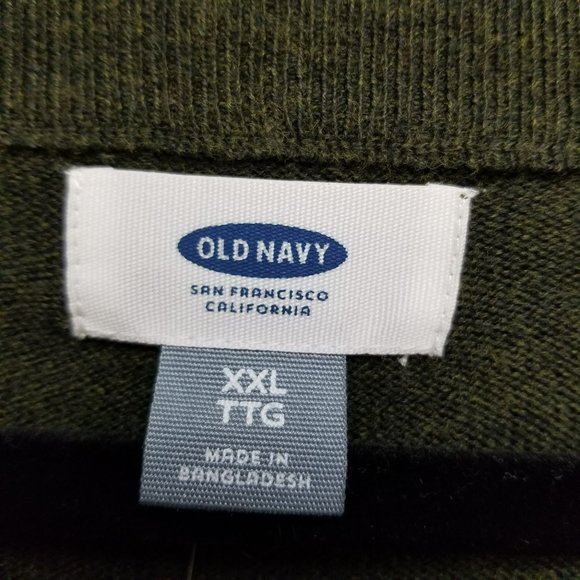 OLD NAVY
SAN FRANCISCO
CALIFORNIA
XXL
TTG
MADE IN
BANGLADESH